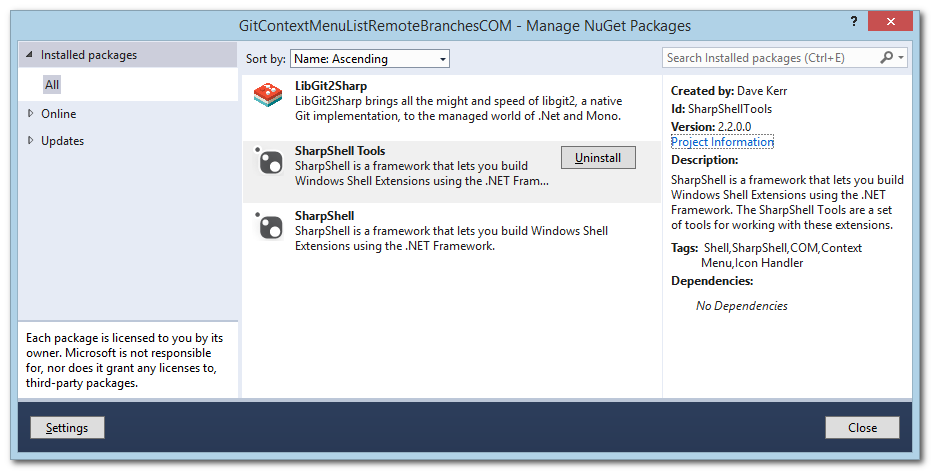 GitContextMenuListRemoteBranchesCOM - Manage NuGet Packages
?
Installed packages
All
Online
Updates
Each package is licensed to you by its
owner. Microsoft is not responsible
for, nor does it grant any licenses to,
third-party packages.
Sort by: Name: Ascending
LibGit2Sharp
LibGit2Sharp brings all the might and speed of libgit2, a native
Git implementation, to the managed world of .Net and Mono.
SharpShell Tools
SharpShell is a framework that lets you build
Windows Shell Extensions using the .NET Fram...
Uninstall
SharpShell
SharpShell is a framework that lets you build Windows Shell
Extensions using the .NET Framework.
Search Installed packages (Ctrl+E)
Created by: Dave Kerr
Id: SharpShellTools
Version: 2.2.0.0
Project Information
Description:
SharpShell is a framework that lets you build
Windows Shell Extensions using the .NET
Framework. The SharpShell Tools are a set
of tools for working with these extensions.
Tags: Shell,SharpShell,COM,Context
Menu,Icon Handler
Dependencies:
No Dependencies
Settings
Close